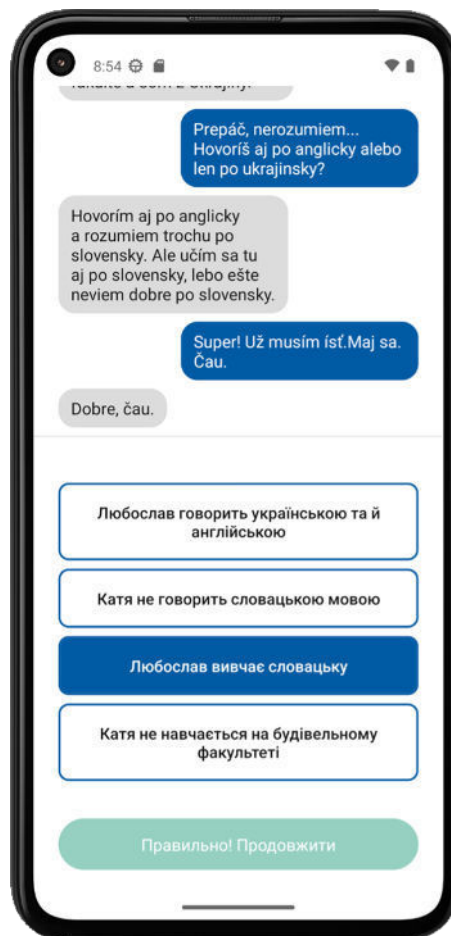 8:54
Prepáč, nerozumiem...
Hovoríš aj po anglicky alebo
len po ukrajinsky?
Hovorím aj po anglicky
a rozumiem trochu po
slovensky. Ale učím sa tu
aj po slovensky, lebo ešte
neviem dobre po slovensky.
Super! Už musím ísť.Maj sa.
Čau.
Dobre, čau.
Любослав говорить українською та й
англійською
Катя не говорить словацькою мовою
Любослав вивчає словацьку
Катя не навчається на будівельному
факультеті
Правильно! Продовжити